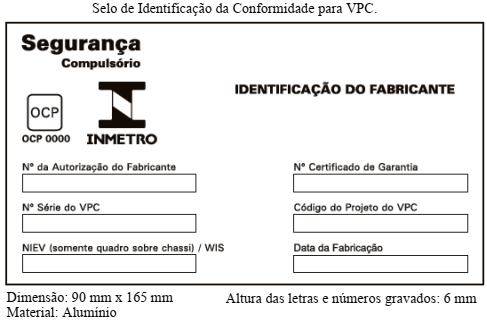 Selo de Identificação da Conformidade para VPC.
Segurança
Compulsório
OCP
OCP 0000
INMETRO
IDENTIFICAÇÃO DO FABRICANTE
Nº da Autorização do Fabricante
Nº Certificado de Garantia
Nº Série do VPC
Código do Projeto do VPC
NIEV (somente quadro sobre chassi) / WIS
Data da Fabricação
Dimensão: 90 mm x 165 mm
Altura das letras e números gravados: 6 mm
Material: Alumínio